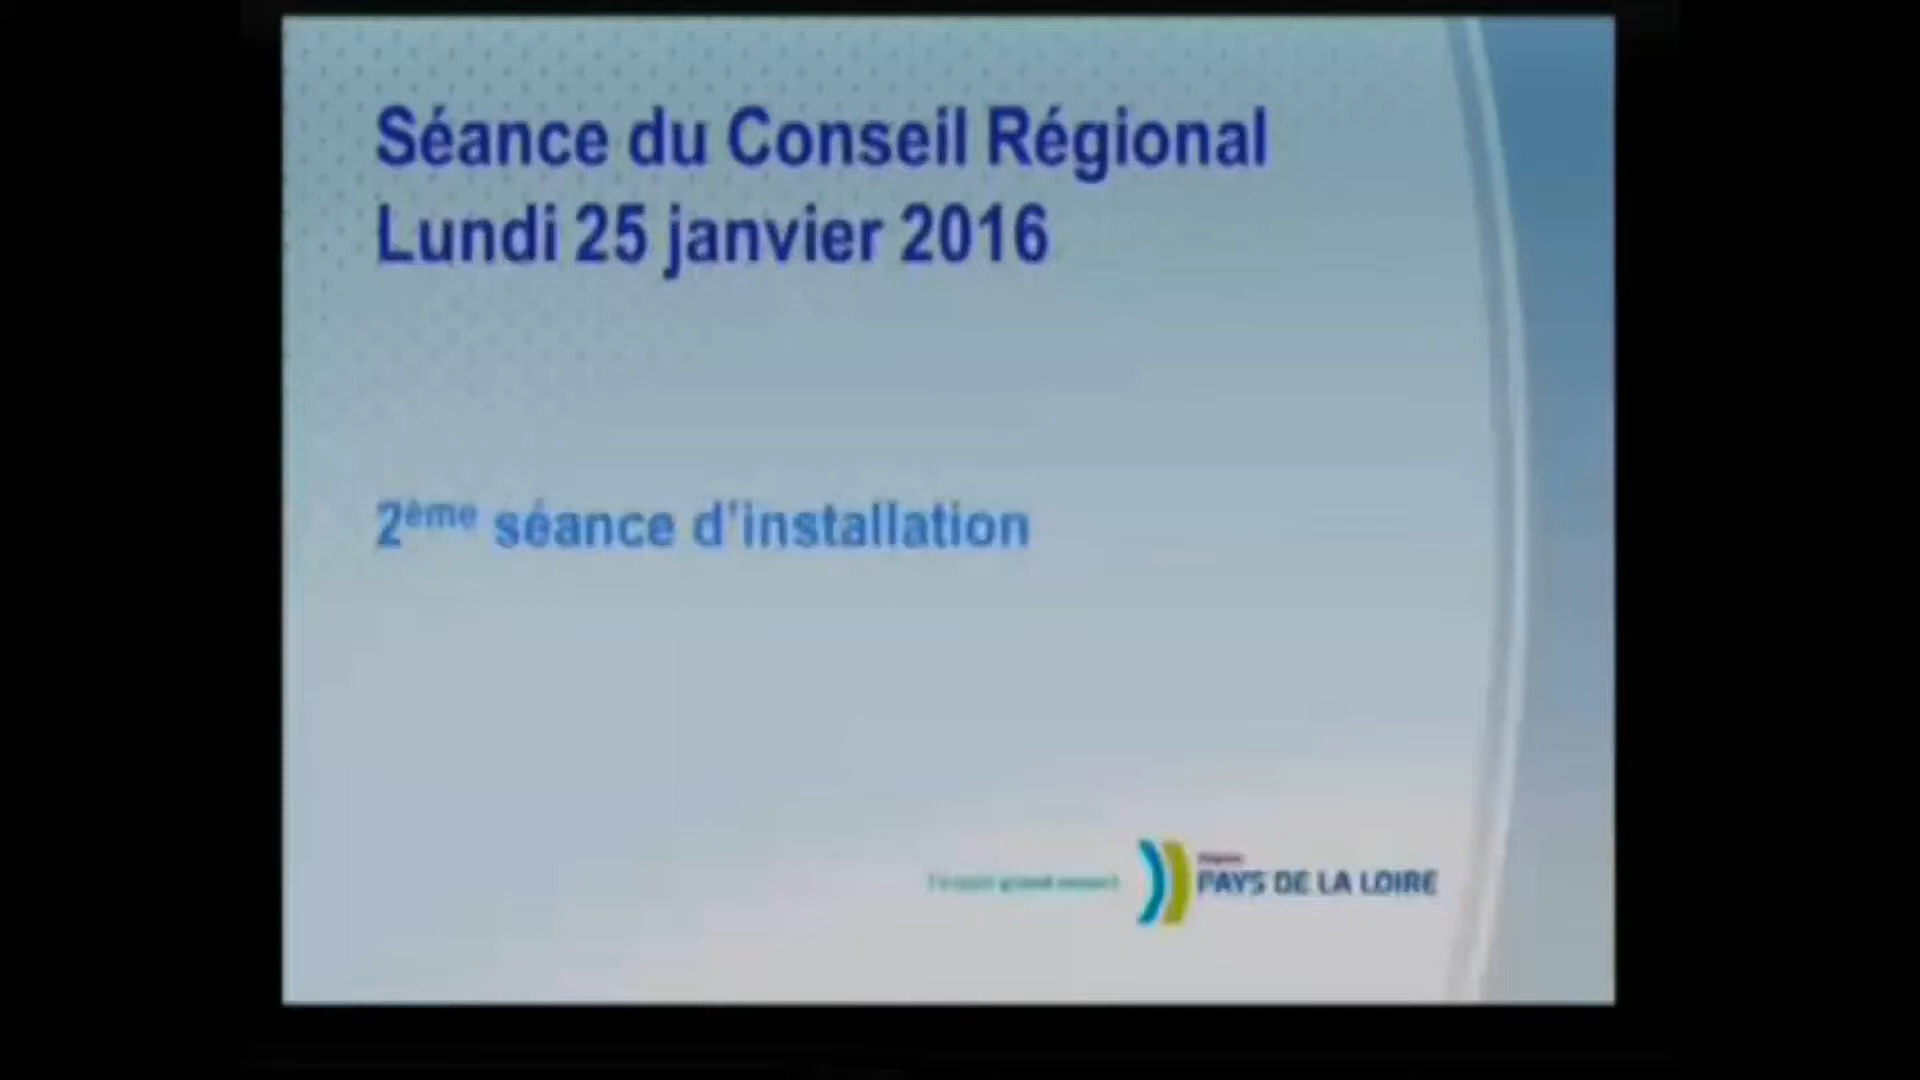 Séance du Conseil Régional
Lundi 25 janvier 2016
2ème séance d'installation
PAYS DE LA LOIRE